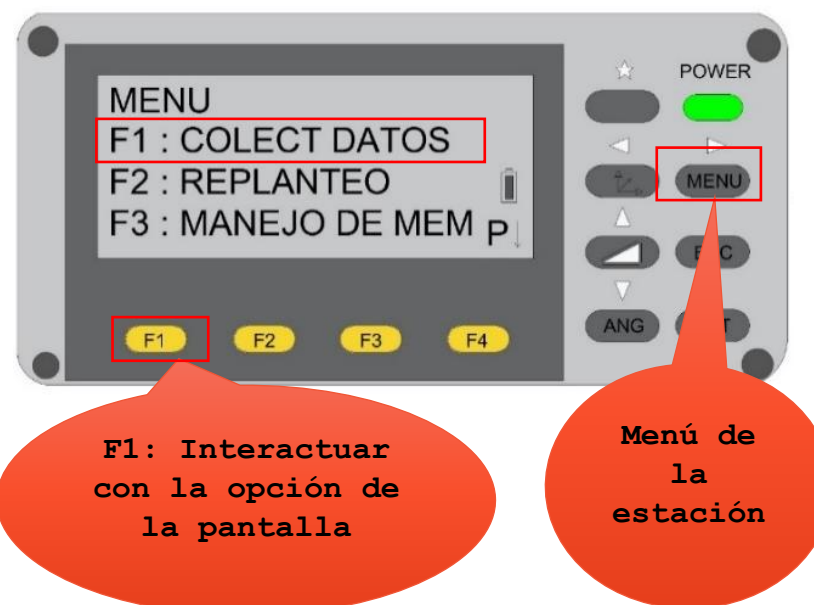 POWER
MENU
F1 : COLECT DATOS
F2 : REPLANTEO
F3 : MANEJO DE MEM P↓
MENU
ANG
F1
F2
F3
F4
F1: Interactuar
con la opción de
la pantalla
Menú de
la
estación